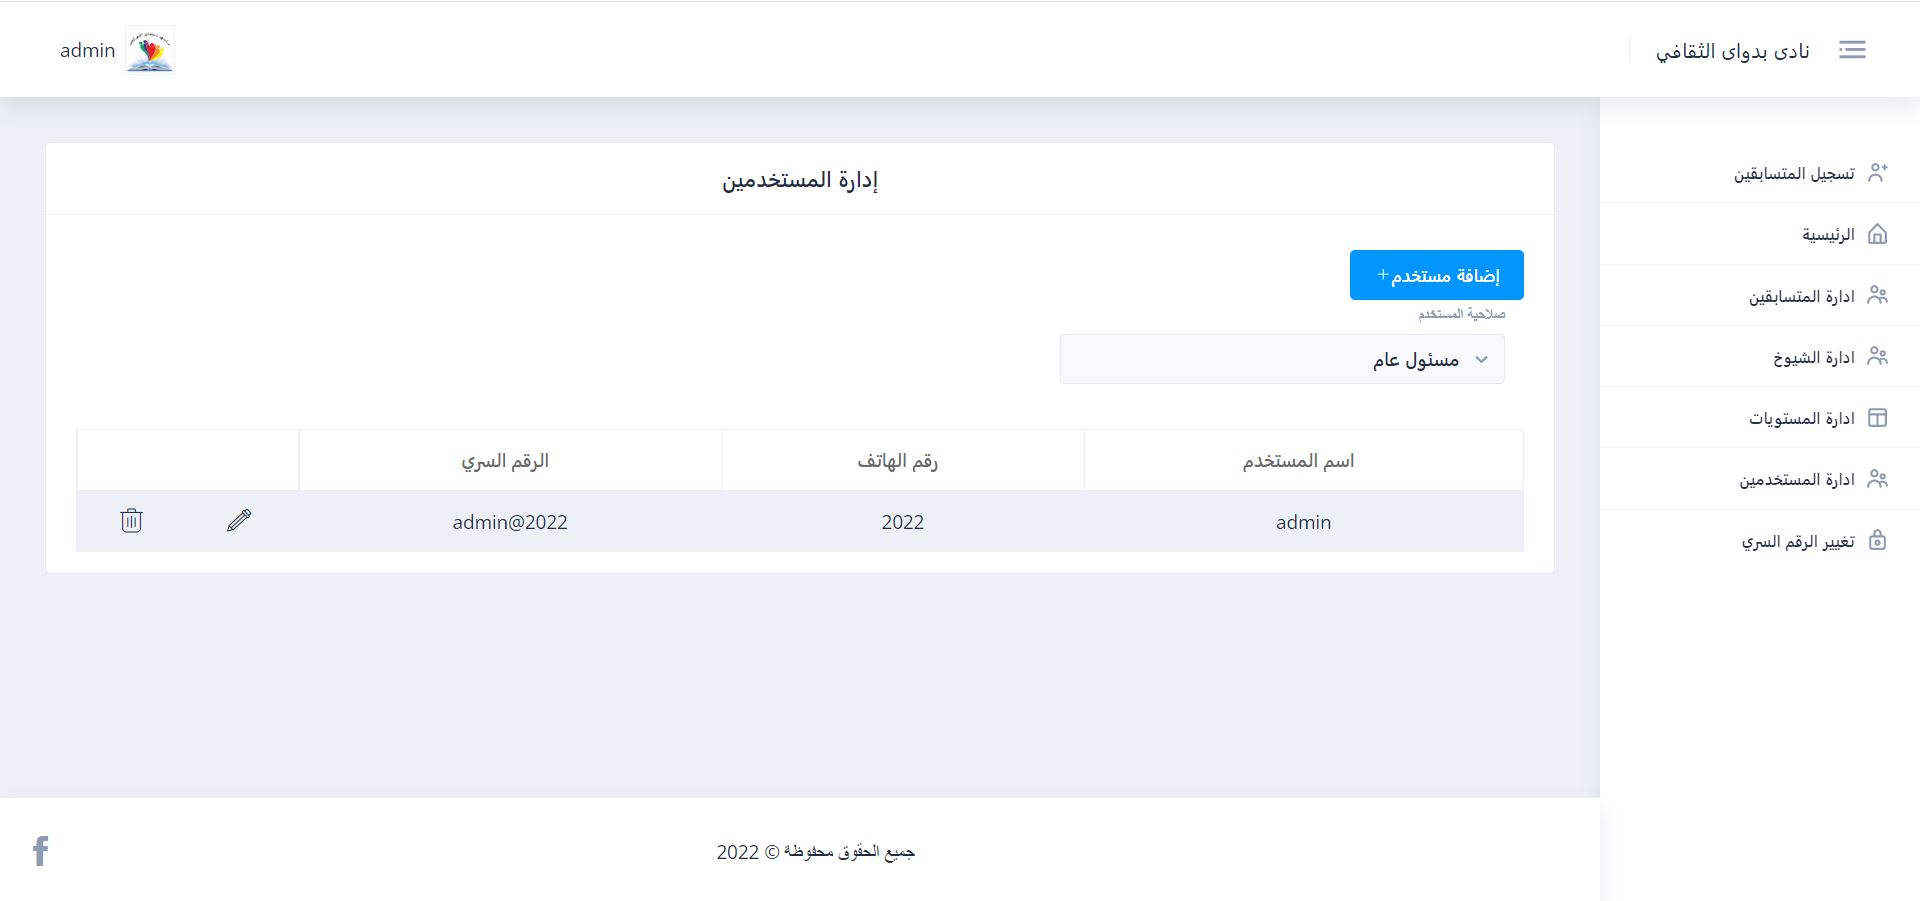 نادى بدواى الثقافي
admin
تسجيل المتسابقين
الرئيسية
ادارة المتسابقين
ادارة الشيوخ
ادارة المستويات
ادارة المستخدمين
تغيير الرقم السري
إدارة المستخدمين
إضافة مستخدم+
صلاحية المستخدم
مسئول عام
اسم المستخدم رقم الهاتف الرقم السري
admin 2022 admin@2022
جميع الحقوق محفوظة © 2022